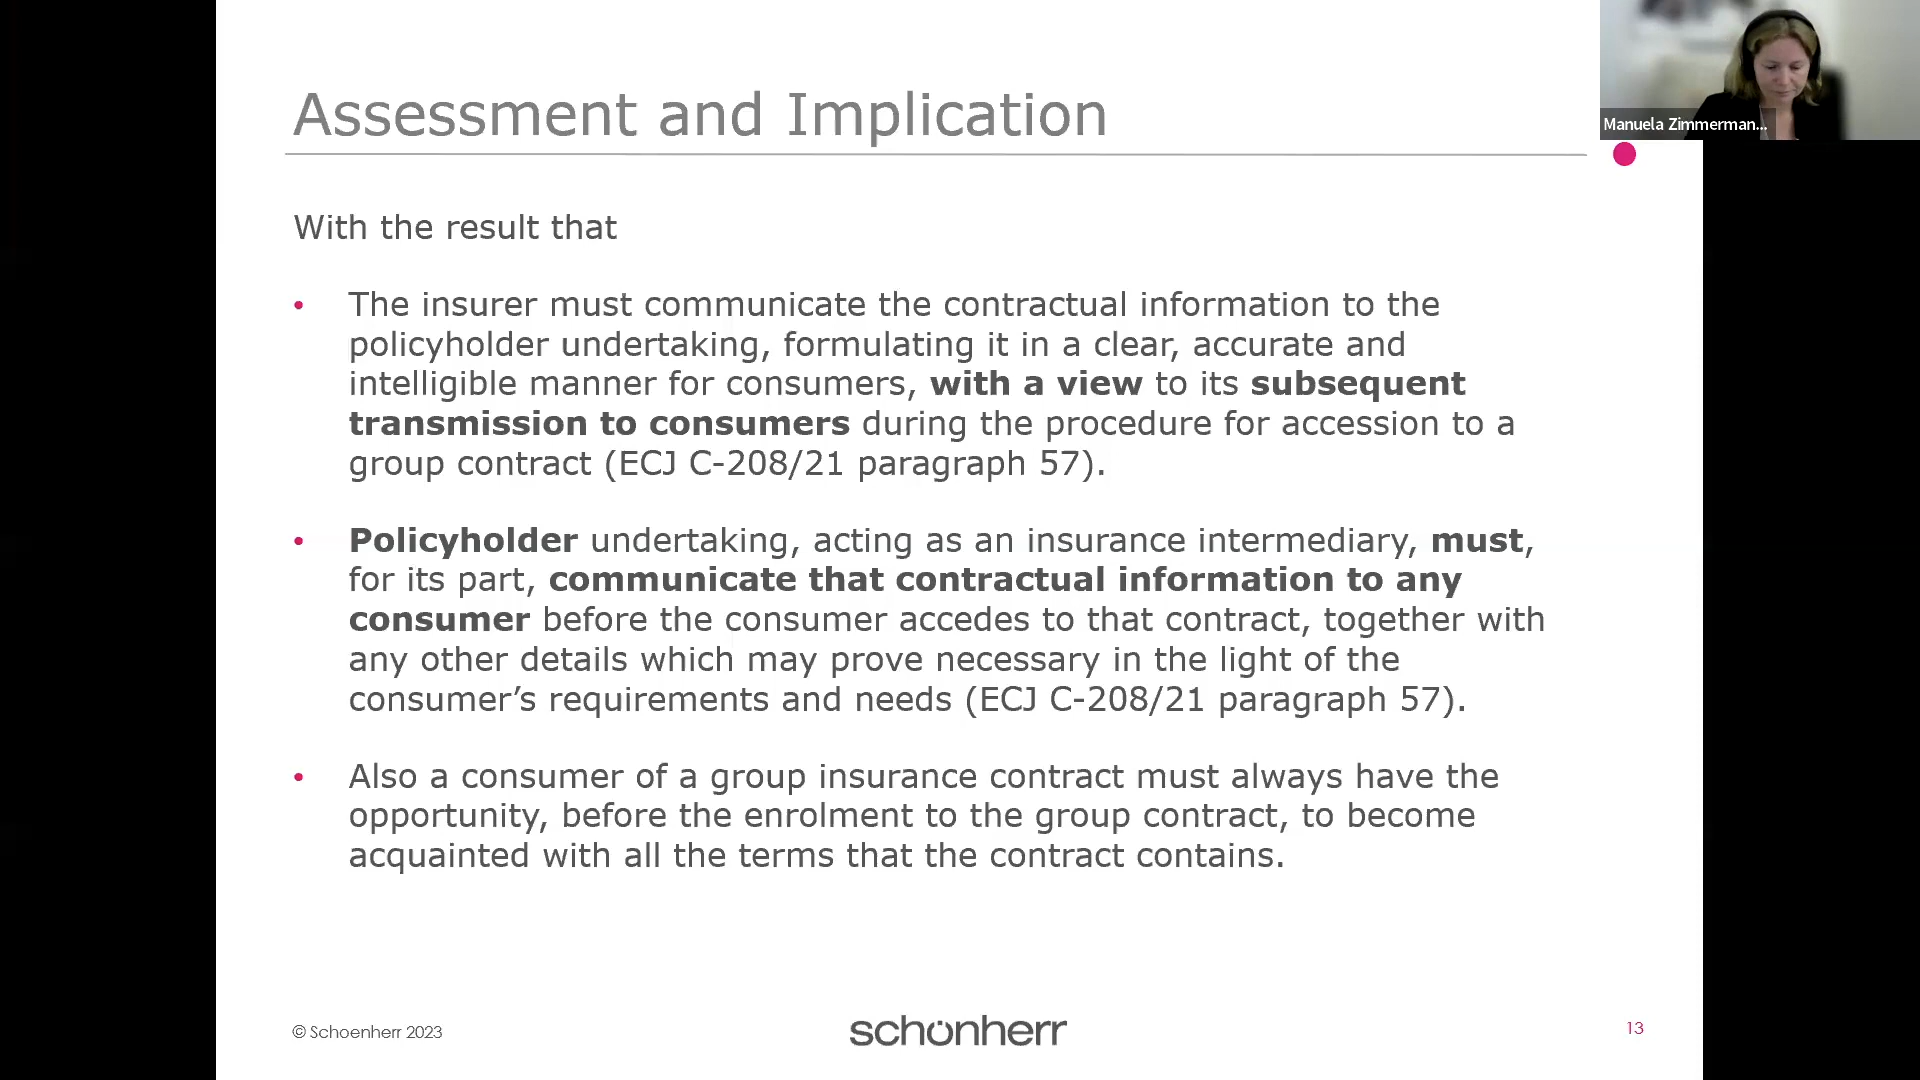 Assessment and Implication
Manuela Zimmerman...
With the result that
• The insurer must communicate the contractual information to the
policyholder undertaking, formulating it in a clear, accurate and
intelligible manner for consumers, with a view to its subsequent
transmission to consumers during the procedure for accession to a
group contract (ECJ C-208/21 paragraph 57).
• Policyholder undertaking, acting as an insurance intermediary, must,
for its part, communicate that contractual information to any
consumer before the consumer accedes to that contract, together with
any other details which may prove necessary in the light of the
consumer’s requirements and needs (ECJ C-208/21 paragraph 57).
• Also a consumer of a group insurance contract must always have the
opportunity, before the enrolment to the group contract, to become
acquainted with all the terms that the contract contains.
© Schoenherr 2023
schönherr
13